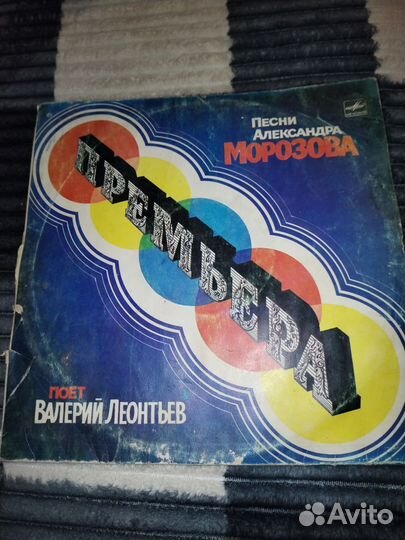 Песни
Александра
Морозова
ПРЕМЬЕРА
поет
Валерий Леонтьев
Avito